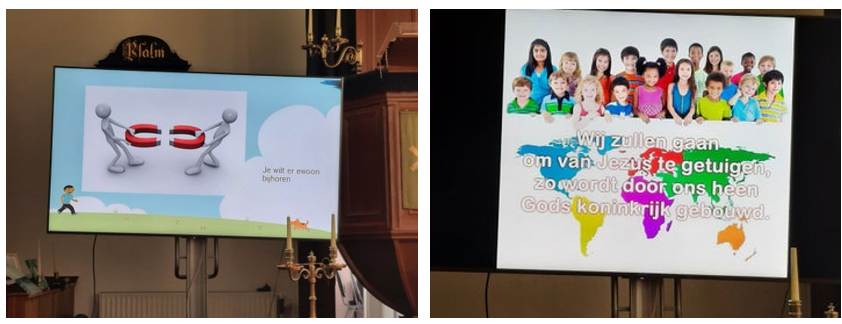 Psalm
Je wilt er ewoon
bijhoren
Wij zullen gaan
om van Jezus te getuigen,
zo wordt door ons heen
Gods koninkrijk gebouwd.